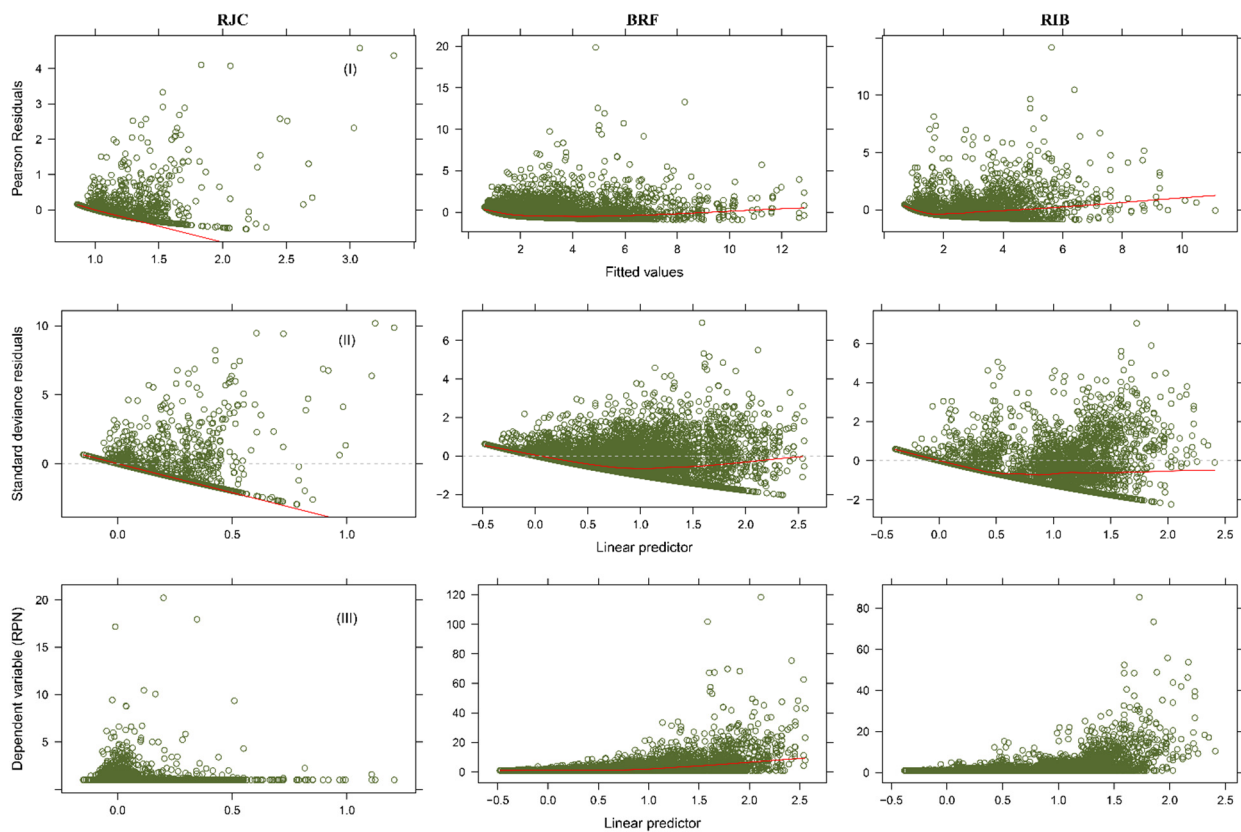 RJC BRF RIB
Pearson Residuals
(I)
4
3
2
1
0
1.0 1.5 2.0 2.5 3.0
20
15
10
5
0
2 4 6 8 10 12
Fitted values
10
5
0
2 4 6 8 10
Standard deviance residuals
(II)
10
5
0
0.0 0.5 1.0
6
4
2
0
−2
−0.5 0.0 0.5 1.0 1.5 2.0 2.5
Linear predictor
6
4
2
0
−2
−0.5 0.0 0.5 1.0 1.5 2.0 2.5
Dependent variable (RPN)
(III)
20
15
10
5
0.0 0.5 1.0
120
100
80
60
40
20
0
−0.5 0.0 0.5 1.0 1.5 2.0 2.5
Linear predictor
80
60
40
20
0
−0.5 0.0 0.5 1.0 1.5 2.0 2.5